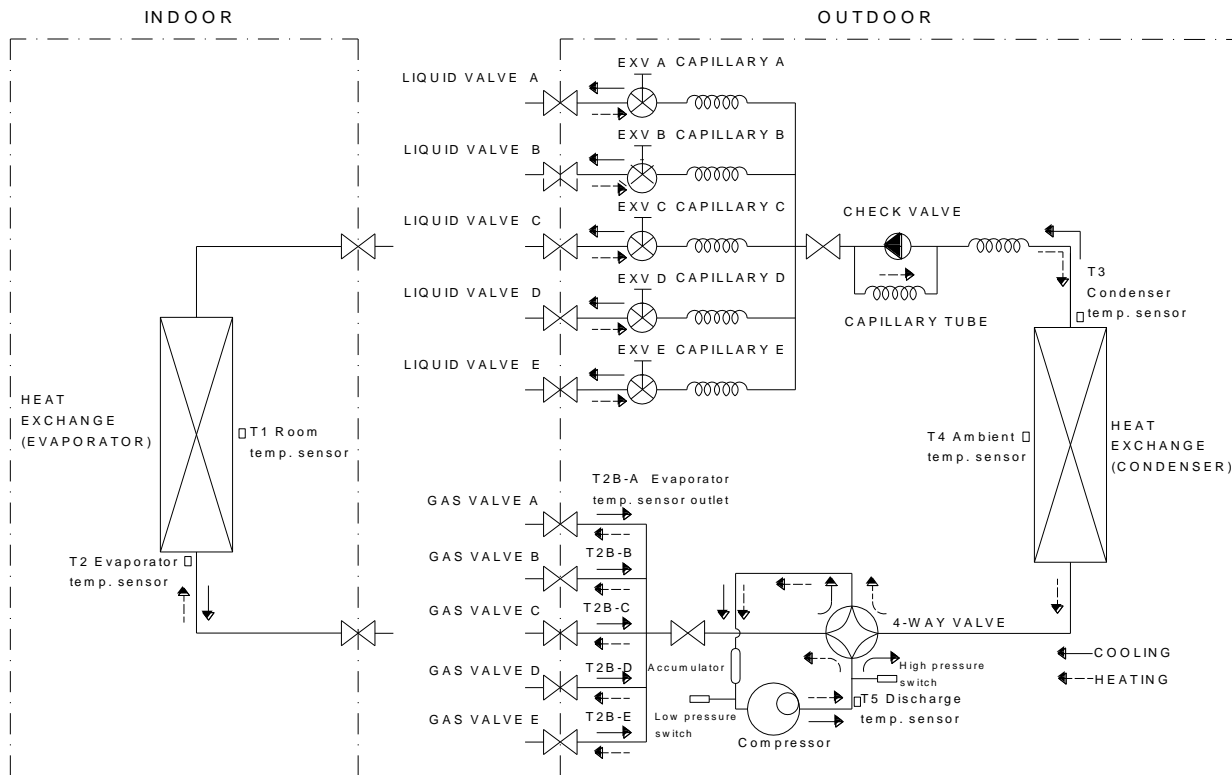 INDOOR
OUTDOOR
LIQUID VALVE A
EXV A CAPILLARY A
LIQUID VALVE B
EXV B CAPILLARY B
LIQUID VALVE C
EXV C CAPILLARY C
LIQUID VALVE D
EXV D CAPILLARY D
LIQUID VALVE E
EXV E CAPILLARY E
CHECK VALVE
CAPILLARY TUBE
T3
Condenser
temp. sensor
HEAT
EXCHANGE
(EVAPORATOR)
T1 Room
temp. sensor
T4 Ambient
temp. sensor
HEAT
EXCHANGE
(CONDENSER)
T2 Evaporator
temp. sensor
T2B-A Evaporator
temp. sensor outlet
GAS VALVE A
GAS VALVE B
T2B-B
GAS VALVE C
T2B-C
GAS VALVE D
T2B-D
GAS VALVE E
T2B-E
4-WAY VALVE
Accumulator
High pressure
switch
Low pressure
switch
T5 Discharge
temp. sensor
Compressor
COOLING
HEATING